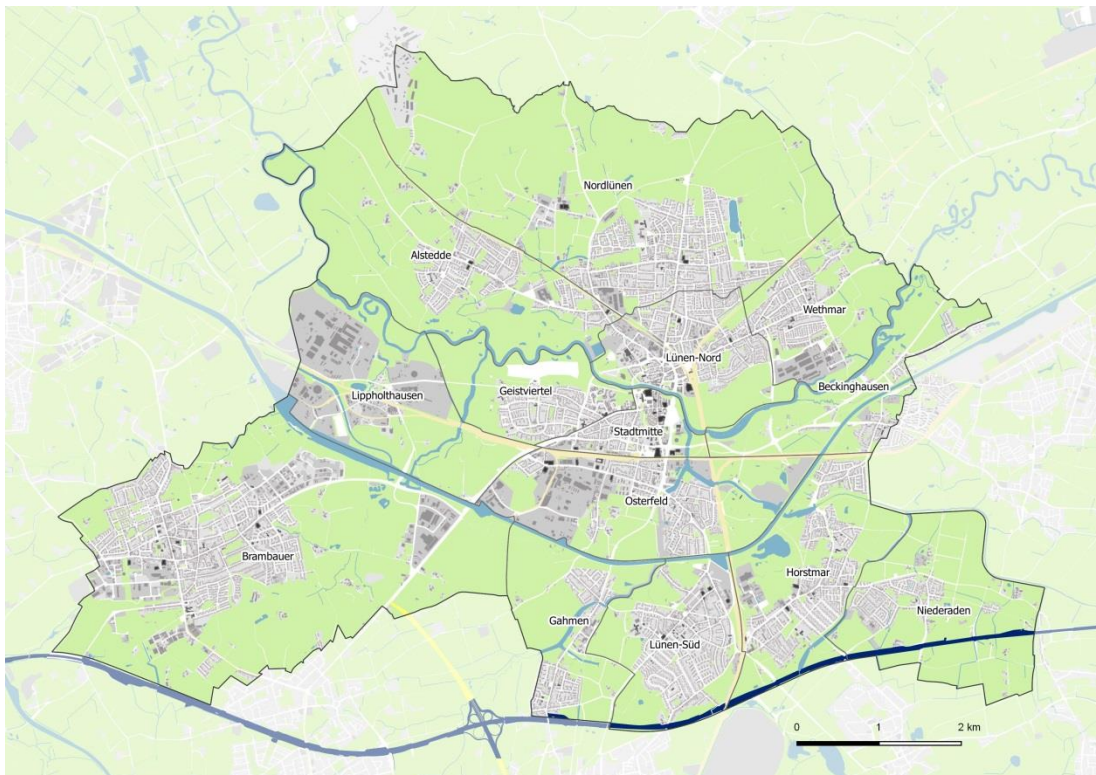 Nordlünen
Alstedde
Wethmar
Lünen-Nord
Beckinghausen
Geistviertel
Lippholthausen
Stadtmitte
Osterfeld
Brambauer
Horstmar
Niederaden
Gahmen
Lünen-Süd
0 1 2 km